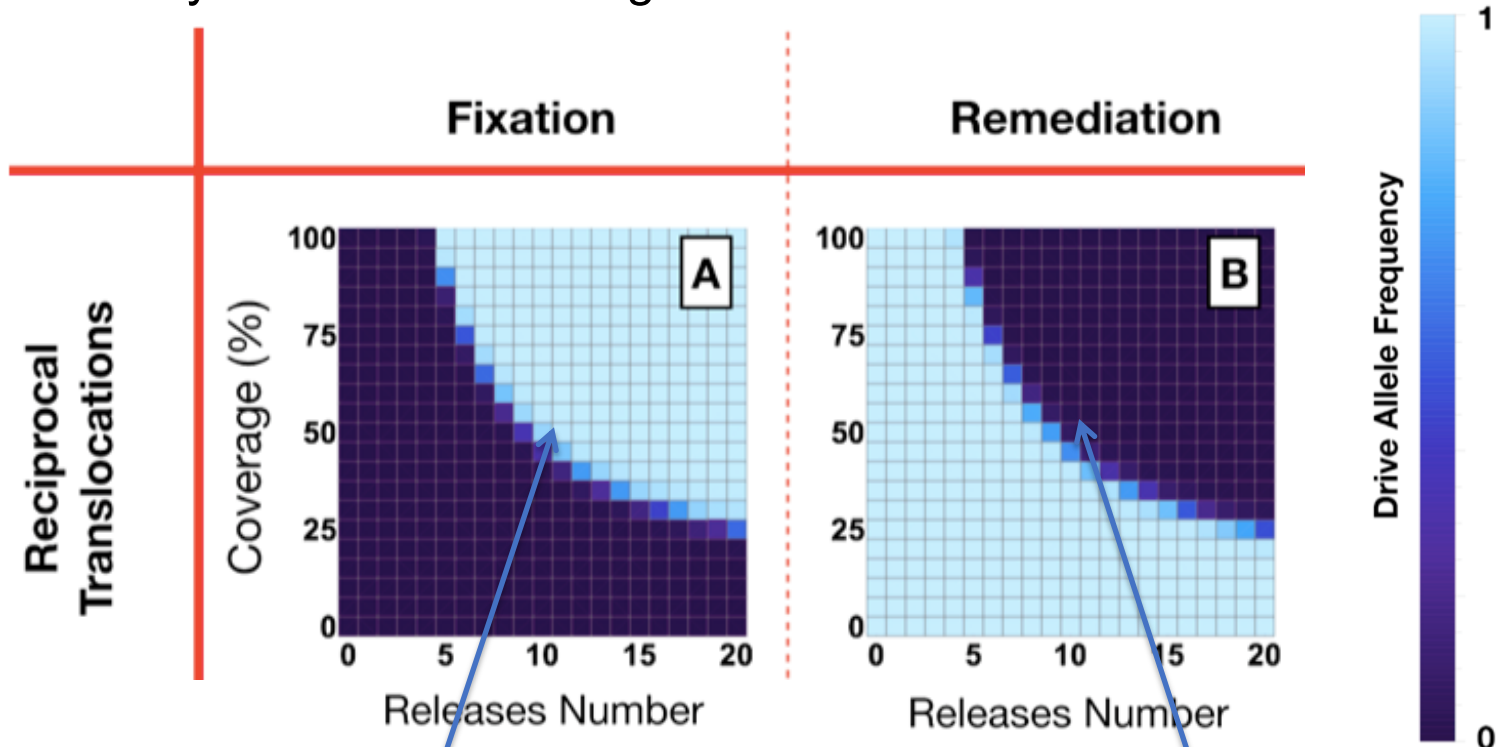 Fixation
Remediation
Reciprocal
Translocations
Coverage (%)
100
75
50
25
0
A
0 5 10 15 20
Releases Number
100
75
50
25
0
B
0 5 10 15 20
Releases Number
Drive Allele Frequency
1
0